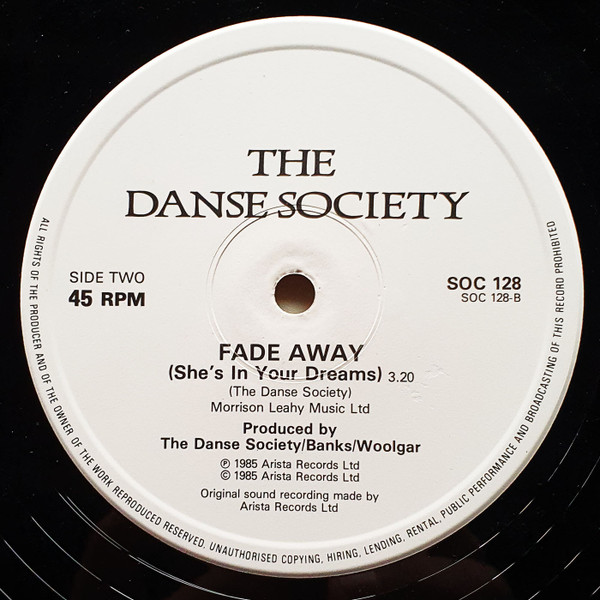 THE
DANSE SOCIETY
SIDE TWO
45 RPM
SOC 128
SOC 128-B
FADE AWAY
(She's In Your Dreams) 3.20
(The Danse Society)
Morrison Leahy Music Ltd
Produced by
The Danse Society/Banks/Woolgar
℗ 1985 Arista Records Ltd
© 1985 Arista Records Ltd
Original sound recording made by
Arista Records Ltd
ALL RIGHTS OF THE PRODUCER AND OF THE OWNER OF THE WORK REPRODUCED RESERVED. UNAUTHORISED COPYING, HIRING, LENDING, RENTAL, PUBLIC PERFORMANCE AND BROADCASTING OF THIS RECORD PROHIBITED